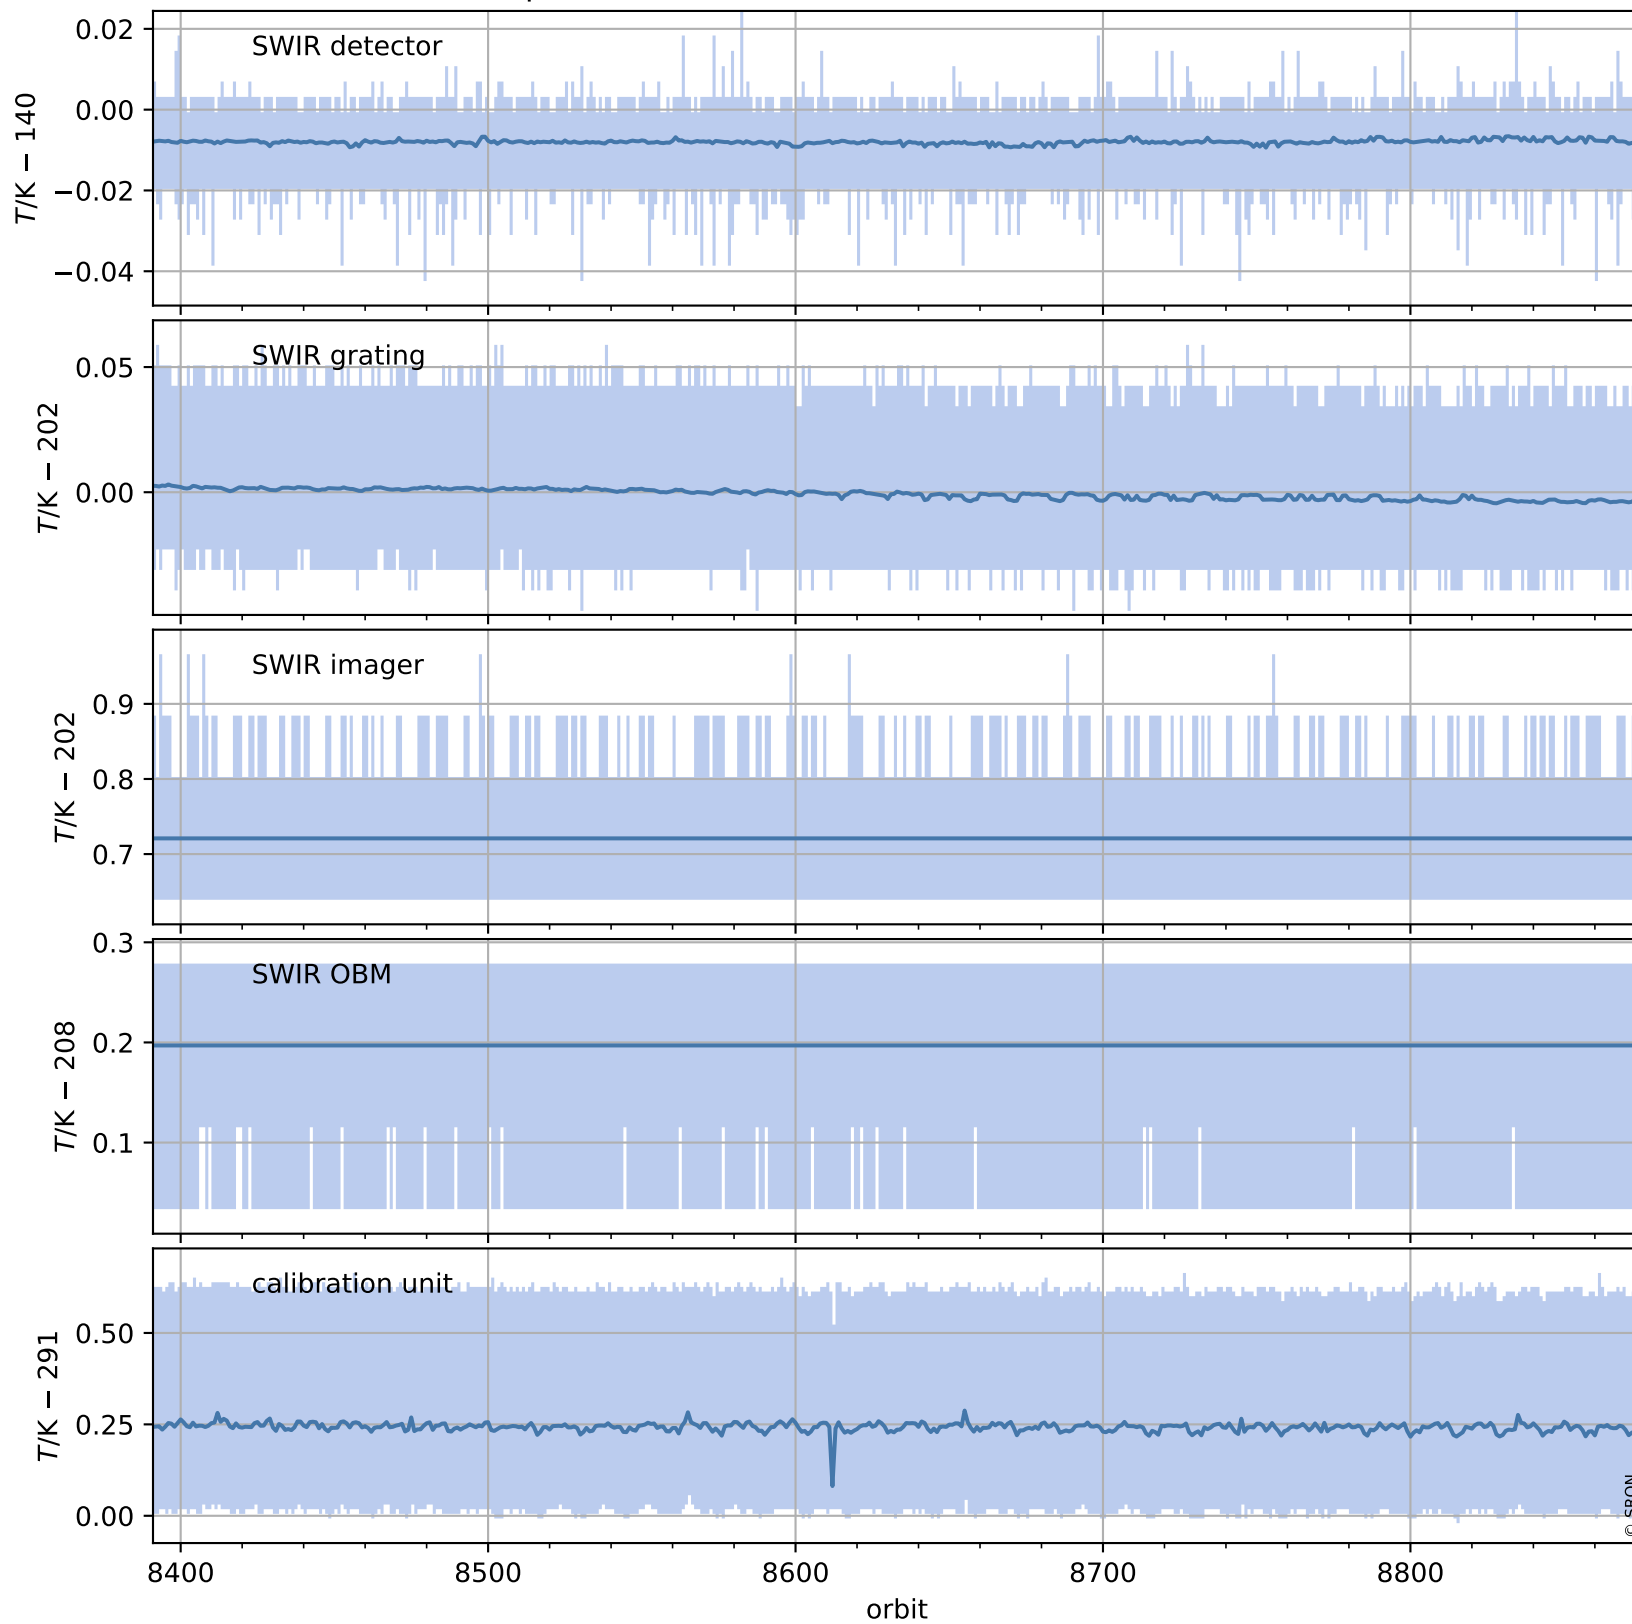 0.02
0.00
−0.02
−0.04
T/K − 140
SWIR detector
0.05
0.00
T/K − 202
SWIR grating
0.9
0.8
0.7
T/K − 202
SWIR imager
0.3
0.2
0.1
T/K − 208
SWIR OBM
0.50
0.25
0.00
T/K − 291
calibration unit
8400
8500
8600
8700
8800
orbit
© SRON